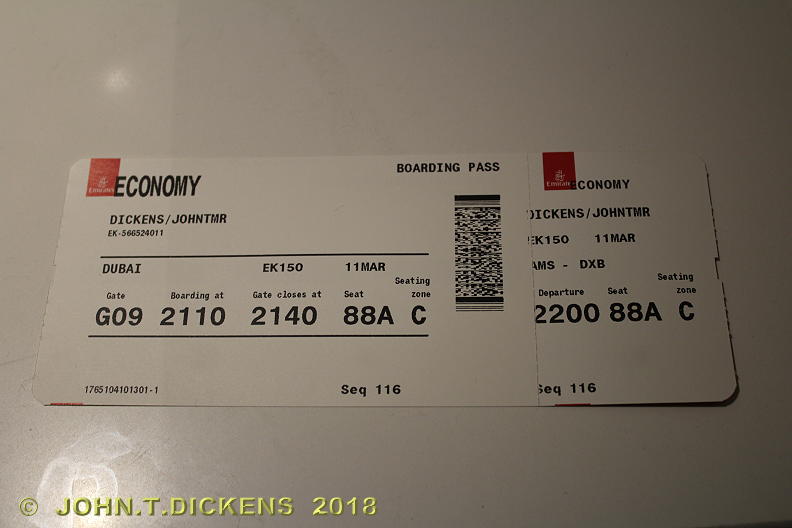 BOARDING PASS
Emirates
ECONOMY
DICKENS/JOHNTMR
EK-566524011
DUBAI EK150 11MAR
Gate Boarding at Gate closes at Seat Seating zone
G09 2110 2140 88A C
1765104101301-1 Seq 116
Emirates
ECONOMY
DICKENS/JOHNTMR
EK150 11MAR
AMS - DXB
Departure Seat Seating zone
2200 88A C
Seq 116
© JOHN.T.DICKENS 2018